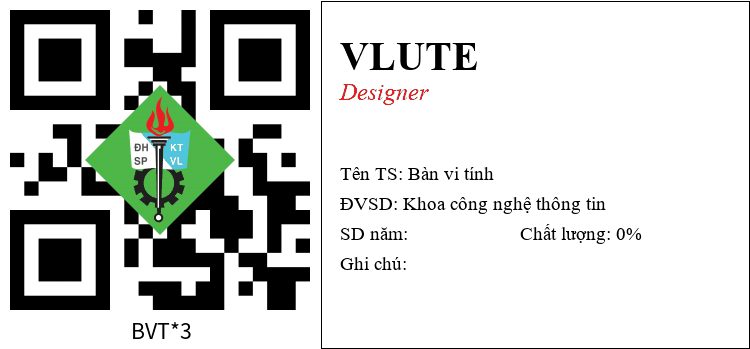 ĐH KT
SP VL
BVT*3
VLUTE
Designer
Tên TS: Bàn vi tính
ĐVSD: Khoa công nghệ thông tin
SD năm: Chất lượng: 0%
Ghi chú: